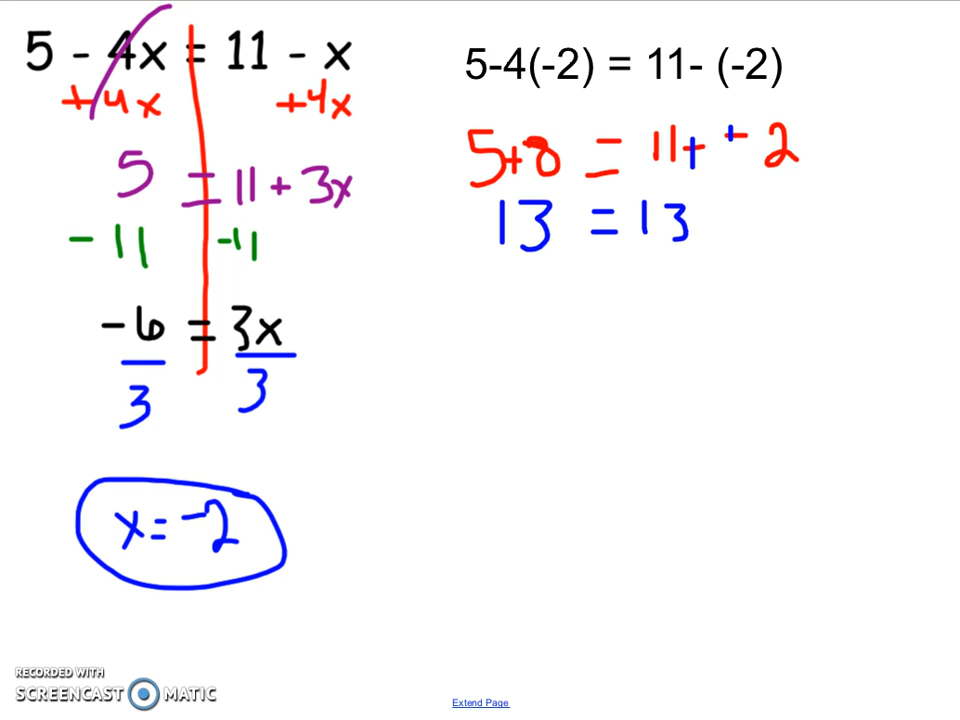 5 - 4x = 11 - x
+4x +4x
5 = 11 + 3x
- 11 -11
-6 = 3x
3 3
x = -2
5-4(-2) = 11- (-2)
5+8 = 11+ +2
13 = 13
RECORDED WITH
SCREENCAST MATIC
Extend Page